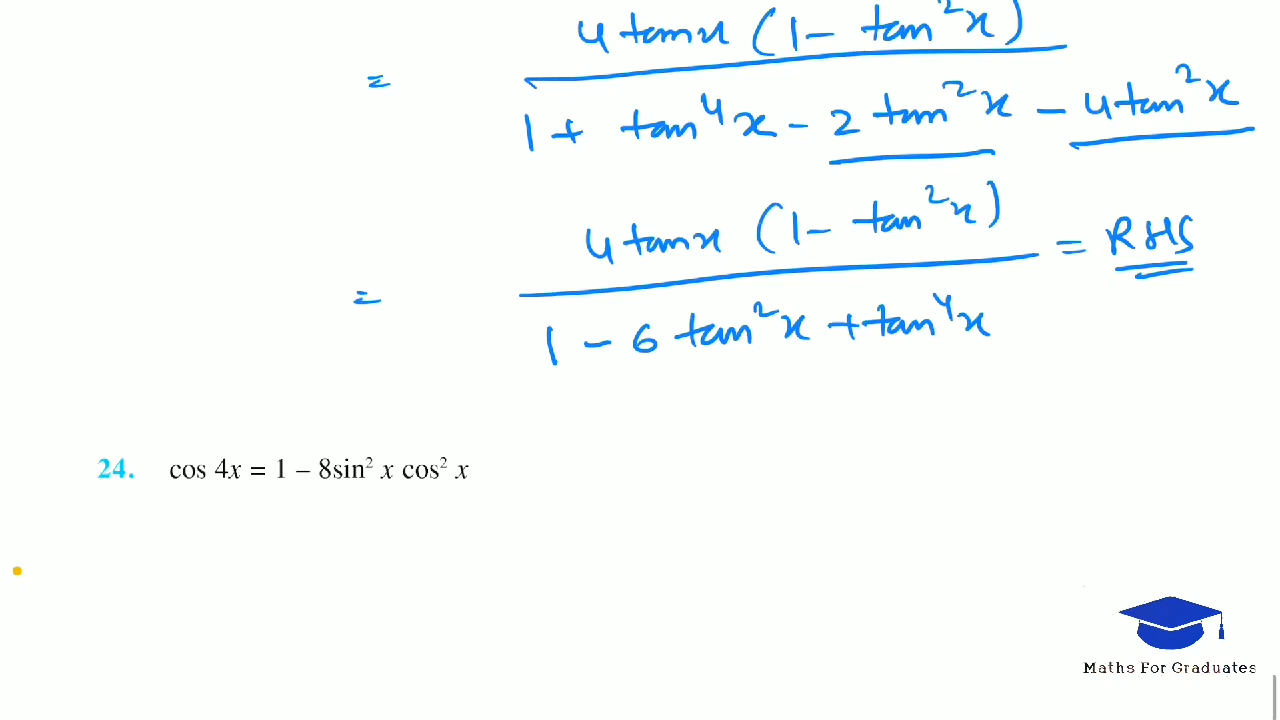 4 tan x (1 - tan²x)
=
1 + tan⁴x - 2 tan²x - 4 tan²x
4 tan x (1 - tan²x)
= = RHS
1 - 6 tan²x + tan⁴x
24. cos 4x = 1 – 8sin² x cos² x
Maths For Graduates